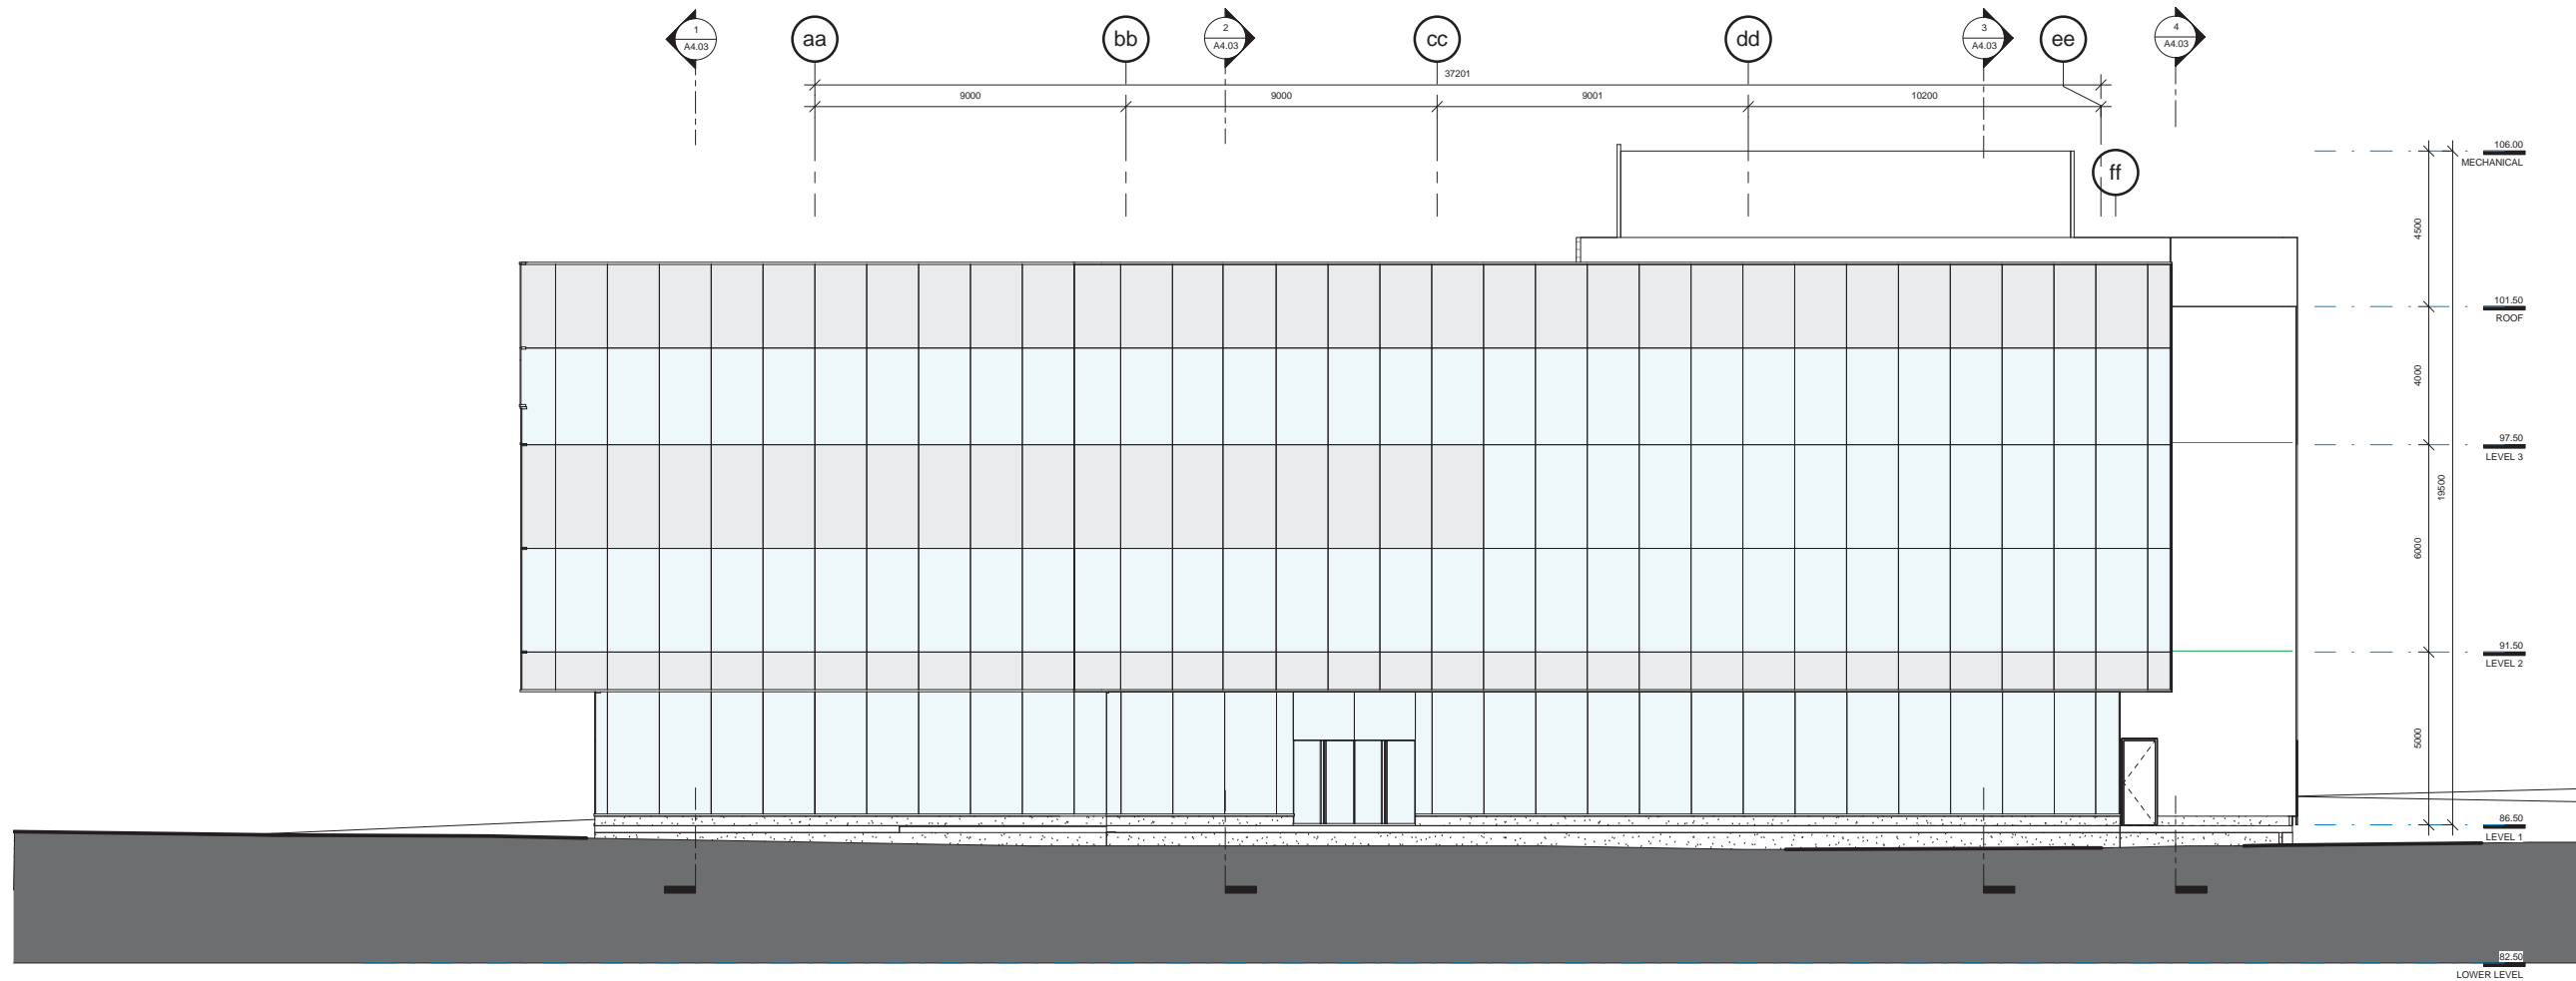 1
A4.03
aa
bb
2
A4.03
cc
dd
3
A4.03
ee
4
A4.03
37201
9000
9000
9001
10200
ff
106.00
MECHANICAL
4500
101.50
ROOF
4000
97.50
LEVEL 3
19500
6000
91.50
LEVEL 2
5000
86.50
LEVEL 1
82.50
LOWER LEVEL